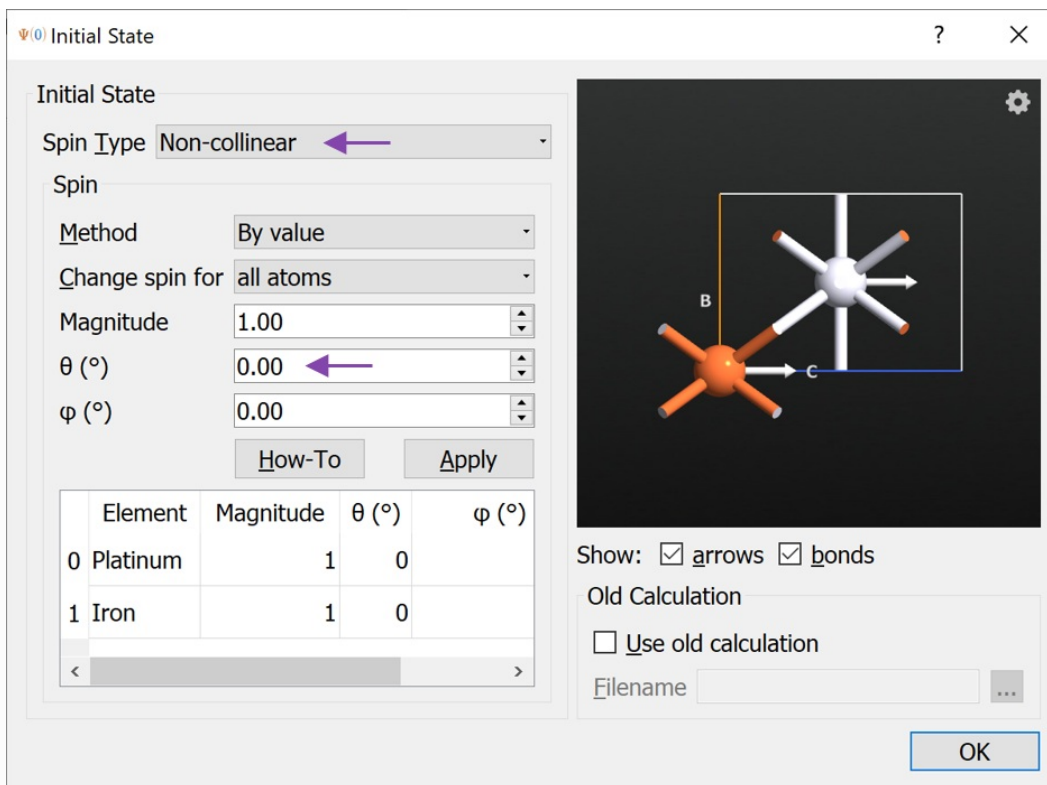 Ψ(0) Initial State ? ×
Initial State
Spin Type Non-collinear
Spin
Method By value
Change spin for all atoms
Magnitude 1.00
θ (°) 0.00
φ (°) 0.00
How-To Apply
Element Magnitude θ (°) φ (°)
0 Platinum 1 0
1 Iron 1 0
B
C
Show: arrows bonds
Old Calculation
Use old calculation
Filename ...
OK